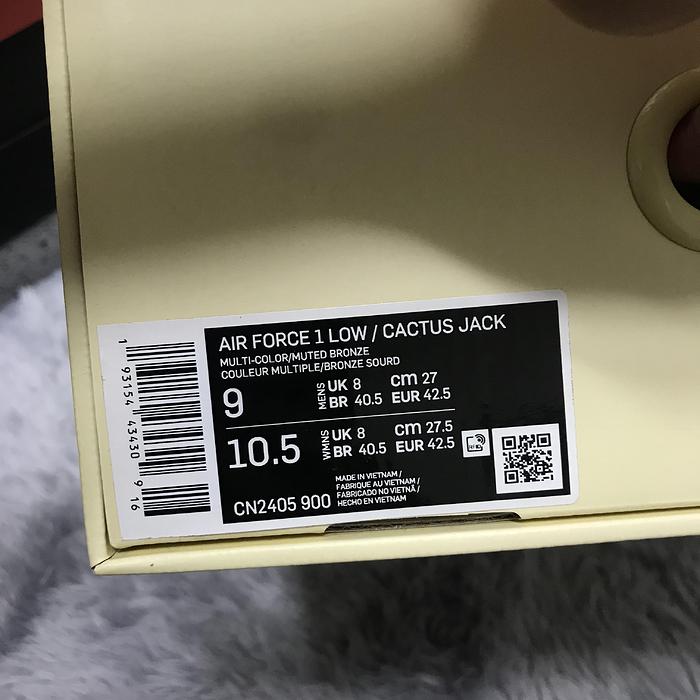 AIR FORCE 1 LOW / CACTUS JACK
MULTI-COLOR/MUTED BRONZE
COULEUR MULTIPLE/BRONZE SOURD
9 MENS UK 8 cm 27
BR 40.5 EUR 42.5
10.5 WMNS UK 8 cm 27.5
BR 40.5 EUR 42.5
CN2405 900
MADE IN VIETNAM /
FABRIQUE AU VIETNAM /
FABRICADO NO VIETNÃ /
HECHO EN VIETNAM
1 93154 43430 9 16